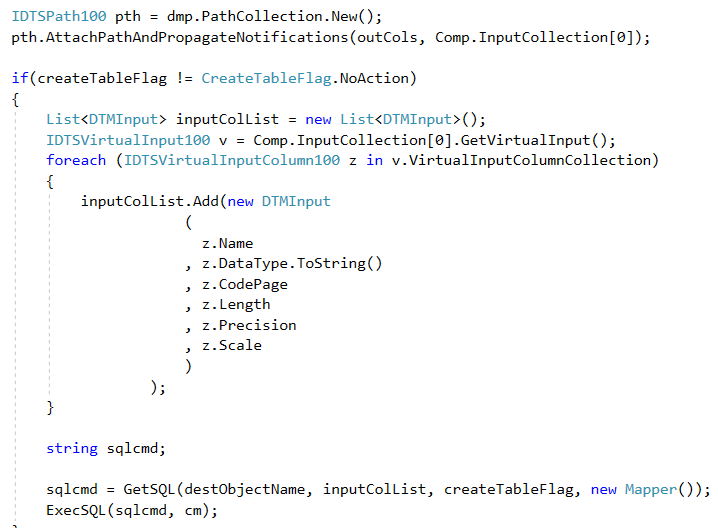 IDTSPath100 pth = dmp.PathCollection.New();
pth.AttachPathAndPropagateNotifications(outCols, Comp.InputCollection[0]);

if(createTableFlag != CreateTableFlag.NoAction)
{
    List<DTMInput> inputColList = new List<DTMInput>();
    IDTSVirtualInput100 v = Comp.InputCollection[0].GetVirtualInput();
    foreach (IDTSVirtualInputColumn100 z in v.VirtualInputColumnCollection)
    {
        inputColList.Add(new DTMInput
                    (
                      z.Name
                    , z.DataType.ToString()
                    , z.CodePage
                    , z.Length
                    , z.Precision
                    , z.Scale
                    )
                );
    }

    string sqlcmd;

    sqlcmd = GetSQL(destObjectName, inputColList, createTableFlag, new Mapper());
    ExecSQL(sqlcmd, cm);